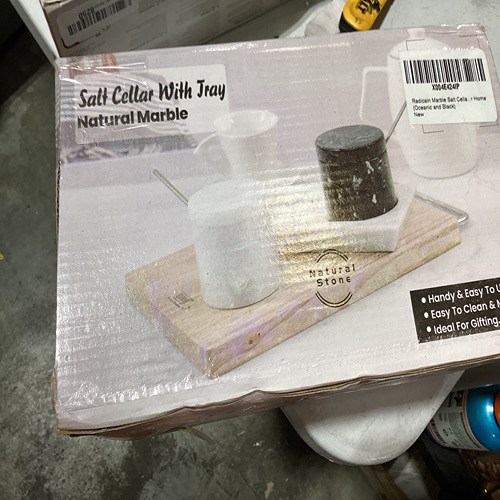 Salt Cellar With Tray
Natural Marble
X004E424IP
Radicaln Marble Salt Cella...r Home
(Oceanic and Black)
New
Natural
Stone
• Handy & Easy To
• Easy To Clean &
• Ideal For Gifting.